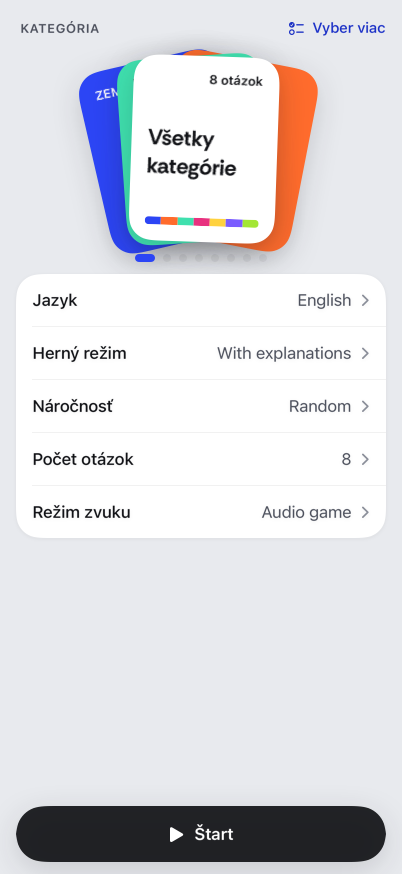 KATEGÓRIA
Vyber viac
8 otázok
Všetky
kategórie
Jazyk English
Herný režim With explanations
Náročnosť Random
Počet otázok 8
Režim zvuku Audio game
Štart